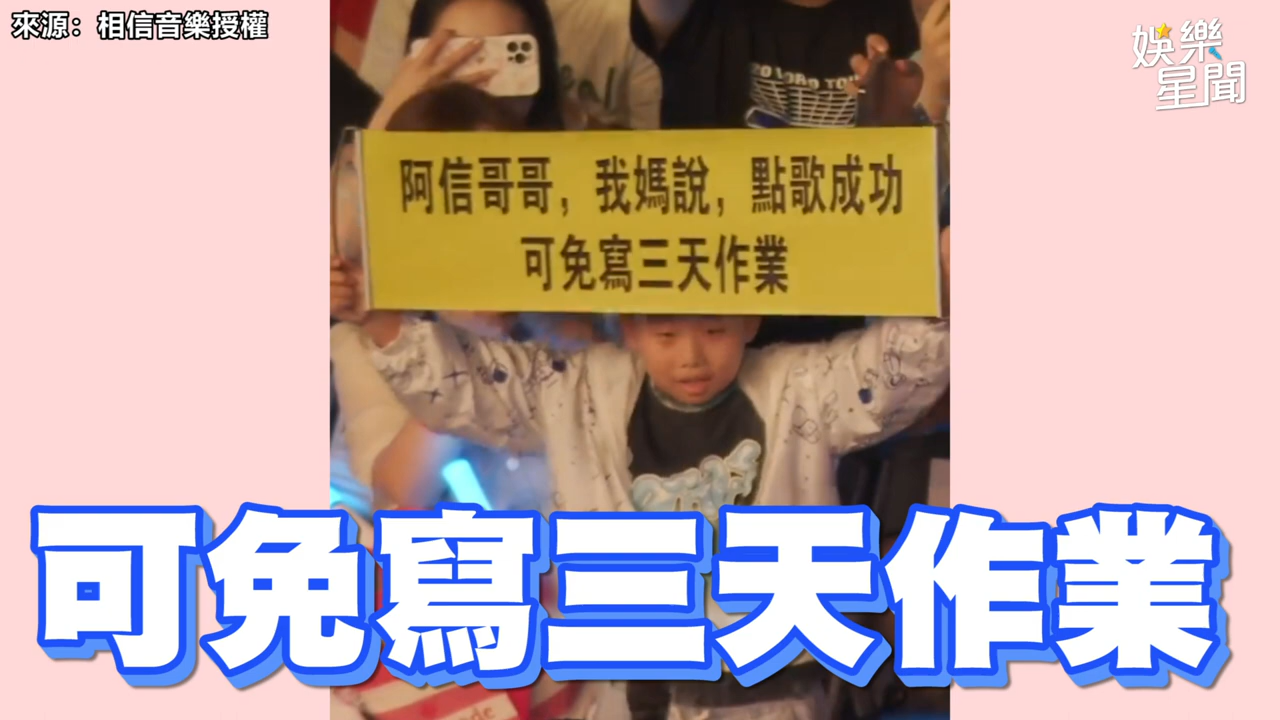 來源：相信音樂授權
娛樂
星聞
阿信哥哥，我媽說，點歌成功
可免寫三天作業
可免寫三天作業